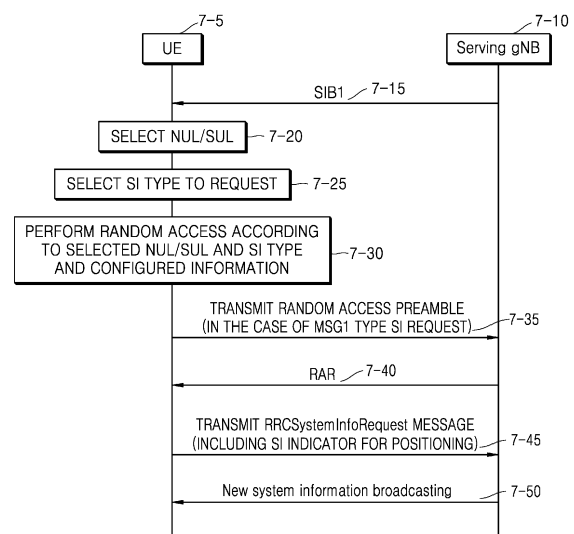 7-5
7-10
UE
Serving gNB
SIB1
7-15
SELECT NUL/SUL
7-20
SELECT SI TYPE TO REQUEST
7-25
PERFORM RANDOM ACCESS ACCORDING
TO SELECTED NUL/SUL AND SI TYPE
AND CONFIGURED INFORMATION
7-30
TRANSMIT RANDOM ACCESS PREAMBLE
(IN THE CASE OF MSG1 TYPE SI REQUEST)
7-35
RAR
7-40
TRANSMIT RRCSystemInfoRequest MESSAGE
(INCLUDING SI INDICATOR FOR POSITIONING)
7-45
New system information broadcasting
7-50